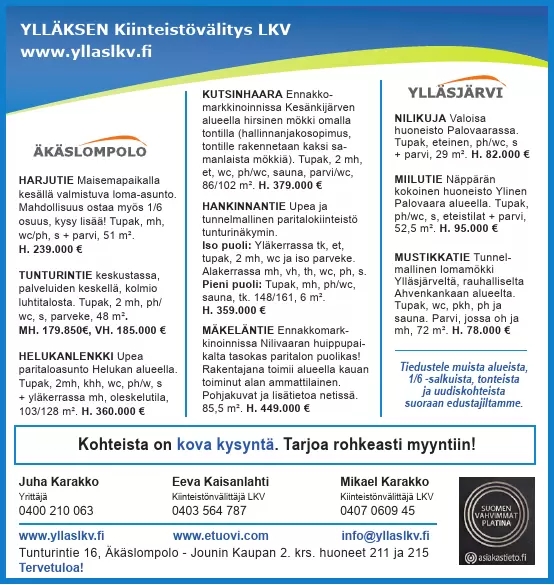 YLLÄKSEN Kiinteistövälitys LKV
www.yllaslkv.fi
ÄKÄSLOMPOLO
HARJUTIE Maisemapaikalla
kesällä valmistuva loma-asunto.
Mahdollisuus ostaa myös 1/6
osuus, kysy lisää! Tupak, mh,
wc/ph, s + parvi, 51 m².
H. 239.000 €
TUNTURINTIE keskustassa,
palveluiden keskellä, kolmio
luhtitalosta. Tupak, 2 mh, ph/
wc, s, parveke, 48 m².
MH. 179.850€, VH. 185.000 €
HELUKANLENKKI Upea
paritaloasunto Helukan alueella.
Tupak, 2mh, khh, wc, ph/w, s
+ yläkerrassa mh, oleskelutila,
103/128 m². H. 360.000 €
KUTSINHAARA Ennakko-
markkinoinnissa Kesänkijärven
alueella hirsinen mökki omalla
tontilla (hallinnanjakosopimus,
tontille rakennetaan kaksi sa-
manlaista mökkiä). Tupak, 2 mh,
et, wc, ph/wc, sauna, parvi/wc,
86/102 m². H. 379.000 €
HANKINNANTIE Upea ja
tunnelmallinen paritalokiinteistö
tunturinäkymin.
Iso puoli: Yläkerrassa tk, et,
tupak, 2 mh, wc ja iso parveke.
Alakerrassa mh, vh, th, wc, ph, s.
Pieni puoli: Tupak, mh, ph/wc,
sauna, tk. 148/161, 6 m².
H. 359.000 €
MÄKELÄNTIE Ennakkomark-
kinoinnissa Nilivaaran huippupai-
kalta tasokas paritalon puolikas!
Rakentajana toimii alueella kauan
toiminut alan ammattilainen.
Pohjakuvat ja lisätietoa netissä.
85,5 m². H. 449.000 €
YLLÄSJÄRVI
NILIKUJA Valoisa
huoneisto Palovaarassa.
Tupak, eteinen, ph/wc, s
+ parvi, 29 m². H. 82.000 €
MIILUTIE Näppärän
kokoinen huoneisto Ylinen
Palovaara alueella. Tupak,
ph/wc, s, eteistilat + parvi,
52,5 m². H. 95.000 €
MUSTIKKATIE Tunnel-
mallinen lomamökki
Ylläsjärveltä, rauhalliselta
Ahvenkankaan alueelta.
Tupak, wc, pkh, ph ja
sauna. Parvi, jossa oh ja
mh, 72 m². H. 78.000 €
Tiedustele muista alueista,
1/6 -salkuista, tonteista
ja uudiskohteista
suoraan edustajiltamme.
Kohteista on kova kysyntä. Tarjoa rohkeasti myyntiin!
Juha Karakko
Yrittäjä
0400 210 063
Eeva Kaisanlahti
Kiinteistönvälittäjä LKV
0403 564 787
Mikael Karakko
Kiinteistönvälittäjä LKV
0407 0609 45
www.yllaslkv.fi www.etuovi.com info@yllaslkv.fi
Tunturintie 16, Äkäslompolo - Jounin Kaupan 2. krs. huoneet 211 ja 215
Tervetuloa!
SUOMEN
VAHVIMMAT
PLATINA
asiakastieto.fi